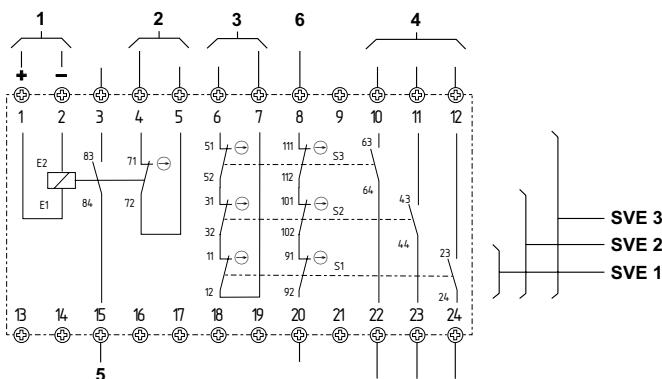 1 2 3 6 4
+ −
1 2 3 4 5 6 7 8 9 10 11 12
83 71 51 111 63
E2 S3
52 112
E1 84 72 31 101 64 43
S2
32 102 44
11 91 23
S1
12 92 24
SVE 3
SVE 2
SVE 1
13 14 15 16 17 18 19 20 21 22 23 24
5